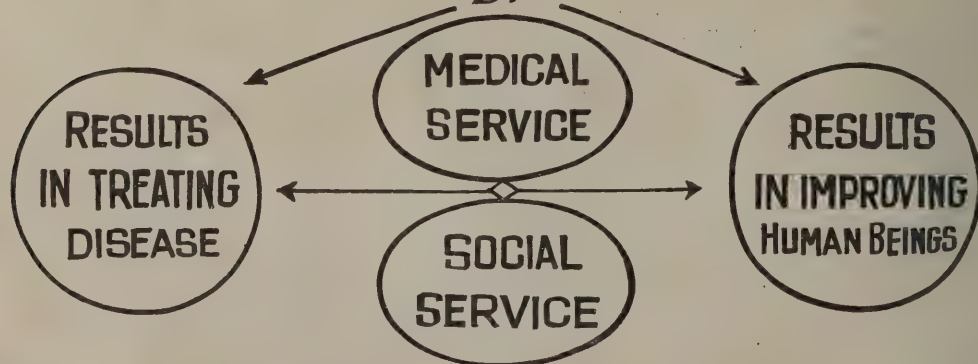 MEDICAL
SERVICE
RESULTS
IN TREATING
DISEASE
RESULTS
IN IMPROVING
HUMAN BEINGS
SOCIAL
SERVICE